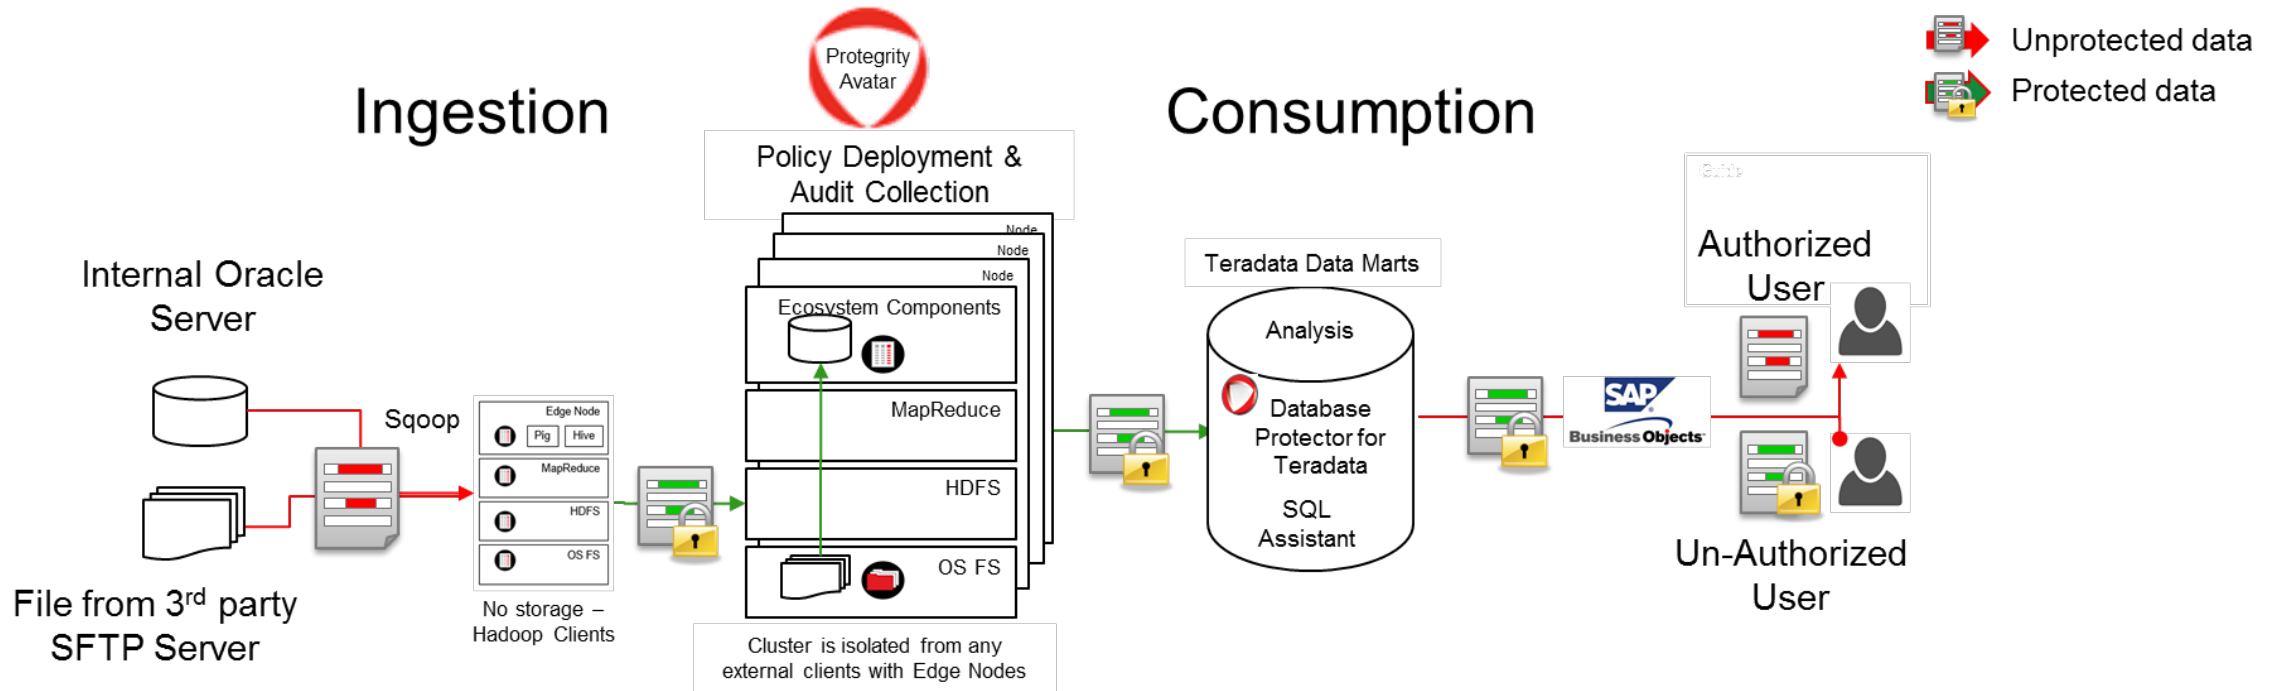 Protegrity
Avatar
Unprotected data
Protected data
Ingestion
Consumption
Policy Deployment &
Audit Collection
Guide
Authorized
User
Node
Node
Node
Teradata Data Marts
Internal Oracle
Server
Ecosystem Components
Analysis
Sqoop
Edge Node
Pig
Hive
MapReduce
HDFS
OS FS
MapReduce
HDFS
OS FS
Database
Protector for
Teradata
SQL
Assistant
SAP
Business Objects
Un-Authorized
User
File from 3rd party
SFTP Server
No storage –
Hadoop Clients
Cluster is isolated from any
external clients with Edge Nodes